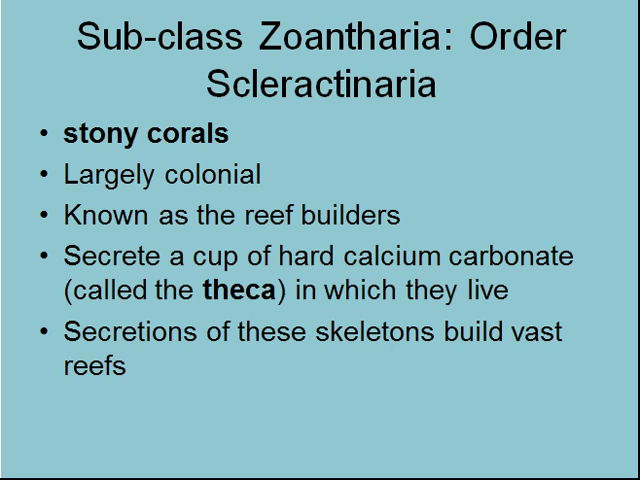 Sub-class Zoantharia: Order
Scleractinaria
• stony corals
• Largely colonial
• Known as the reef builders
• Secrete a cup of hard calcium carbonate
(called the theca) in which they live
• Secretions of these skeletons build vast
reefs